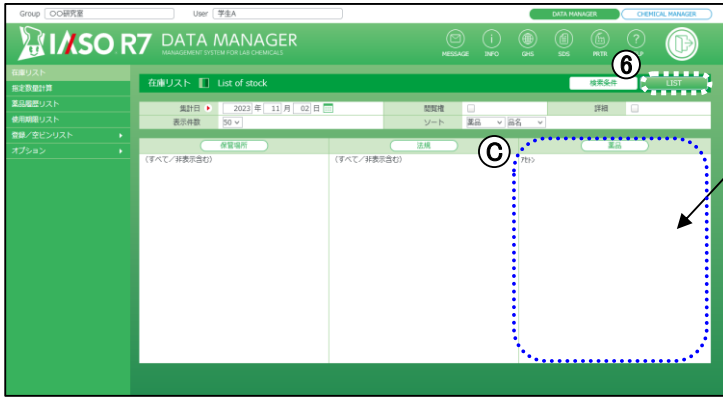 Group 〇〇研究室 User 学生A DATA MANAGER CHEMICAL MANAGER
IASO R7 DATA MANAGER
MANAGEMENT SYSTEM FOR LAB CHEMICALS
MESSAGE INFO GHS SDS PRTR
在庫リスト
指定数量計算
薬品履歴リスト
使用期限リスト
登録/空ビンリスト
オプション
在庫リスト List of stock 検索条件 ⑥ LIST
集計日 2023 年 11 月 02 日 閲覧権 詳細
表示件数 50 ソート 薬品 品名
保管場所 法規 Ⓒ 薬品
(すべて/非表示含む) (すべて/非表示含む) アセトン